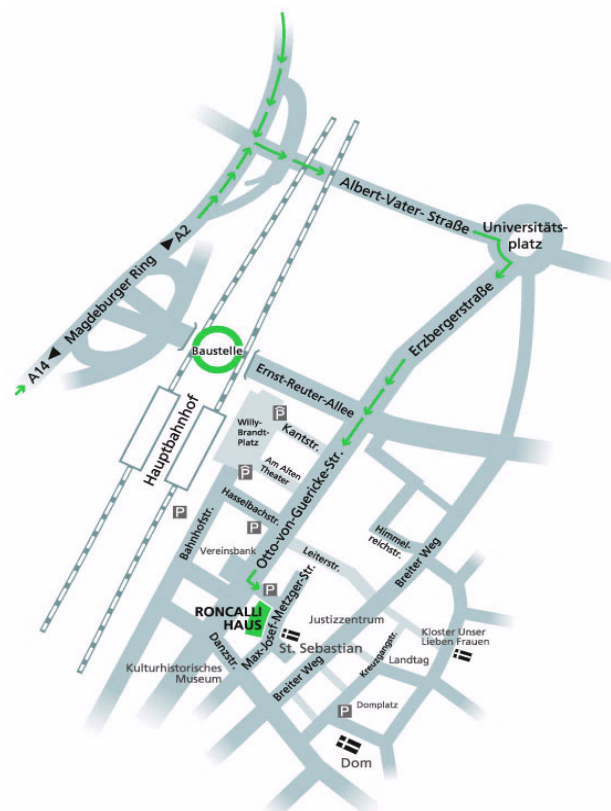 Albert-Vater- Straße
Universitäts-
platz
A2
Magdeburger Ring
A14
Erzbergerstraße
Baustelle
Ernst-Reuter-Allee
Hauptbahnhof
P
Willy-
Brandt-
Platz
Kantstr.
Am Alten
Theater
P
Hasselbachstr.
Otto-von-Guericke-Str.
P
P
Bahnhofstr.
Vereinsbank
Himmel-
reichstr.
Breiter Weg
Leiterstr.
P
RONCALLI
HAUS
Max-Josef-Metzger-Str.
Justizzentrum
St. Sebastian
Danzstr.
Kreuzgangstr.
Kloster Unser
Lieben Frauen
Landtag
Kulturhistorisches
Museum
Breiter Weg
P
Domplatz
Dom